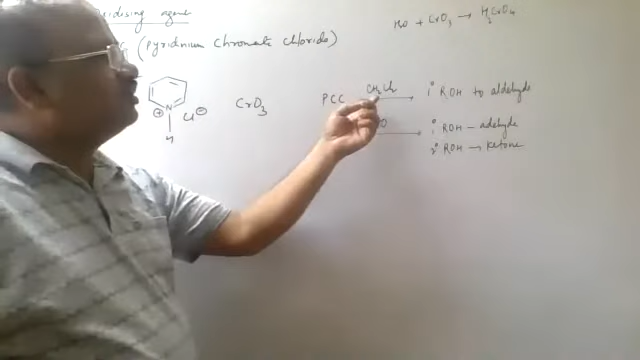 oxidising agent
H2O + CrO3 → H2CrO4
(Pyridinium Chromate Chloride)
N
⊕ Cl⊖
H
CrO3
PCC CH2Cl2 → 1° ROH to aldehyde
→ 1° ROH – adehyde
2° ROH → Ketone